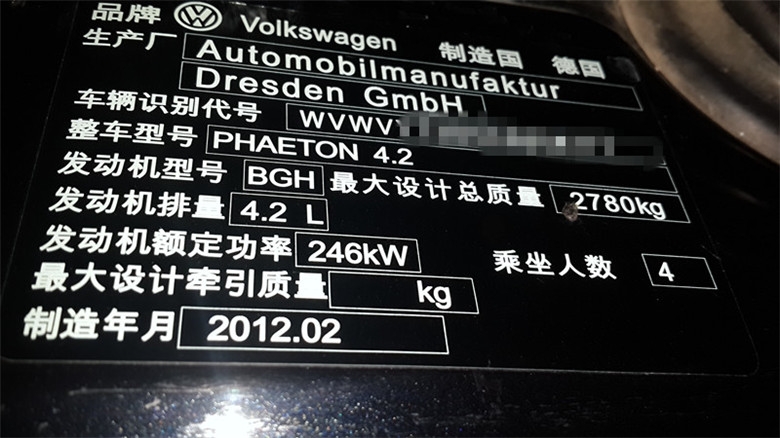 品牌 Volkswagen 制造国 德国
生产厂 Automobilmanufaktur
Dresden GmbH
车辆识别代号 WVWV
整车型号 PHAETON 4.2
发动机型号 BGH 最大设计总质量 2780kg
发动机排量 4.2 L
发动机额定功率 246kW 乘坐人数 4
最大设计牵引质量 kg
制造年月 2012.02